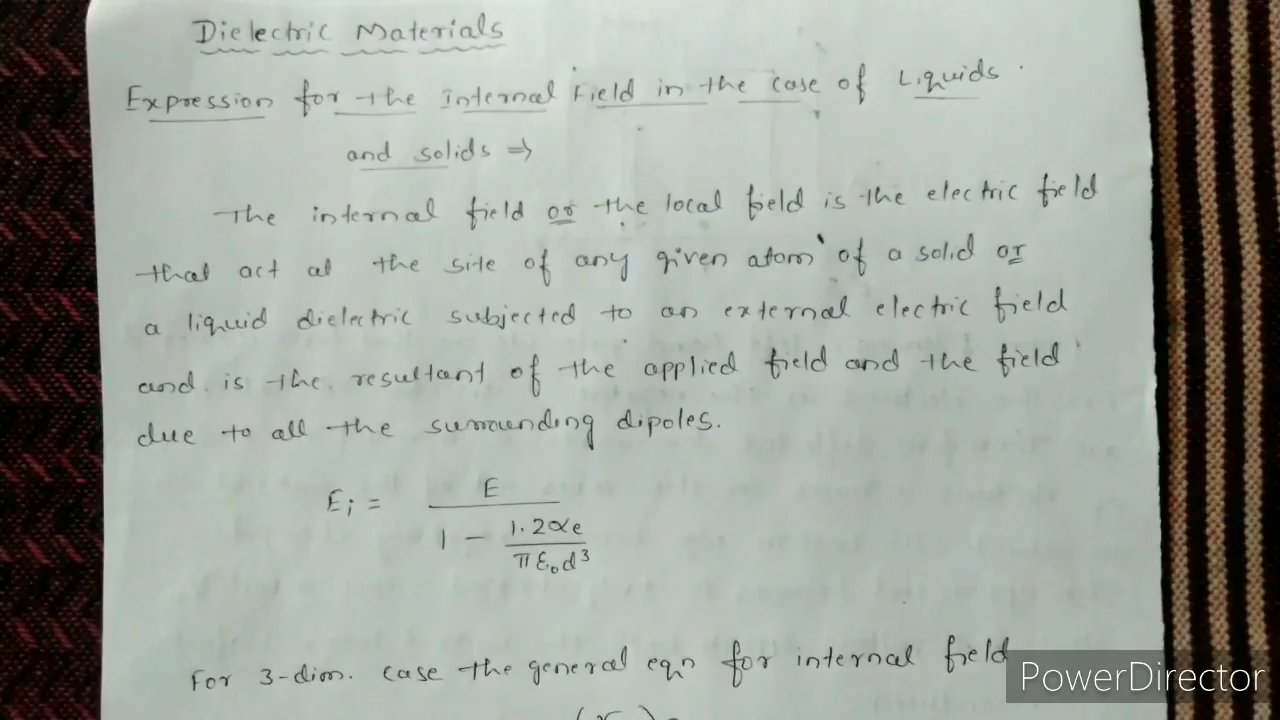 Dielectric Materials
Expression for the internal Field in the case of Liquids
and solids ⇒
The internal field or the local field is the electric field
that act at the site of any given atom of a solid or
a liquid dielectric subjected to an external electric field
and is the resultant of the applied field and the field
due to all the surrounding dipoles.
Ei = E / (1 - 1.2αe / πε₀d³)
For 3-dim. case the general eqn for internal field
PowerDirector